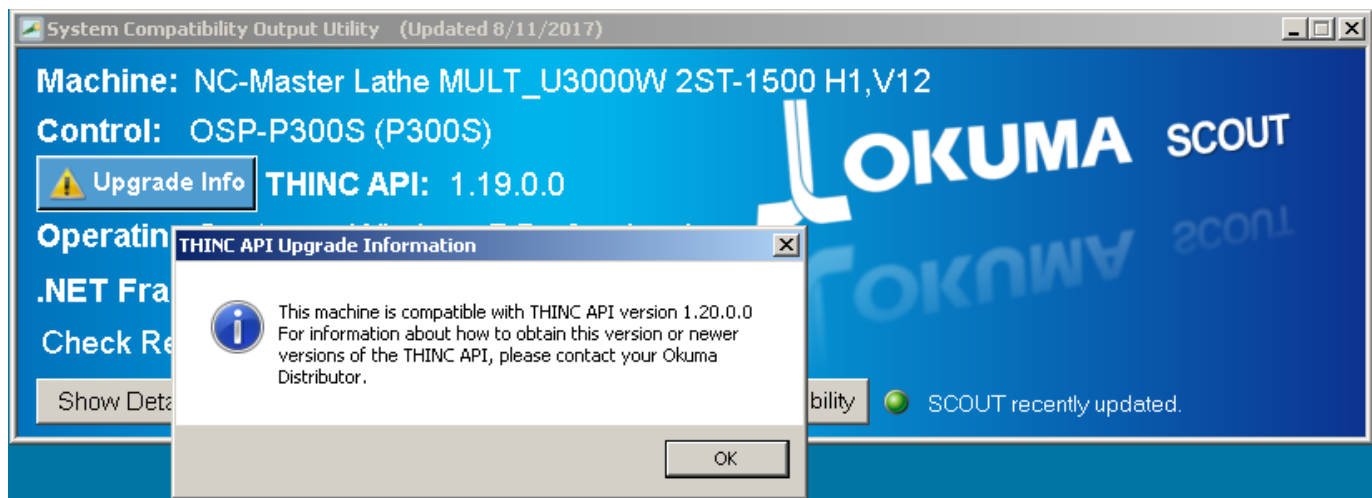 System Compatibility Output Utility (Updated 8/11/2017)
Machine: NC-Master Lathe MULT_U3000W 2ST-1500 H1,V12
Control: OSP-P300S (P300S)
OKUMA SCOUT
Upgrade Info THINC API: 1.19.0.0
Operatin
THINC API Upgrade Information
.NET Fra
This machine is compatible with THINC API version 1.20.0.0
For information about how to obtain this version or newer
versions of the THINC API, please contact your Okuma
Distributor.
Check Re
Show Deta
bility SCOUT recently updated.
OK